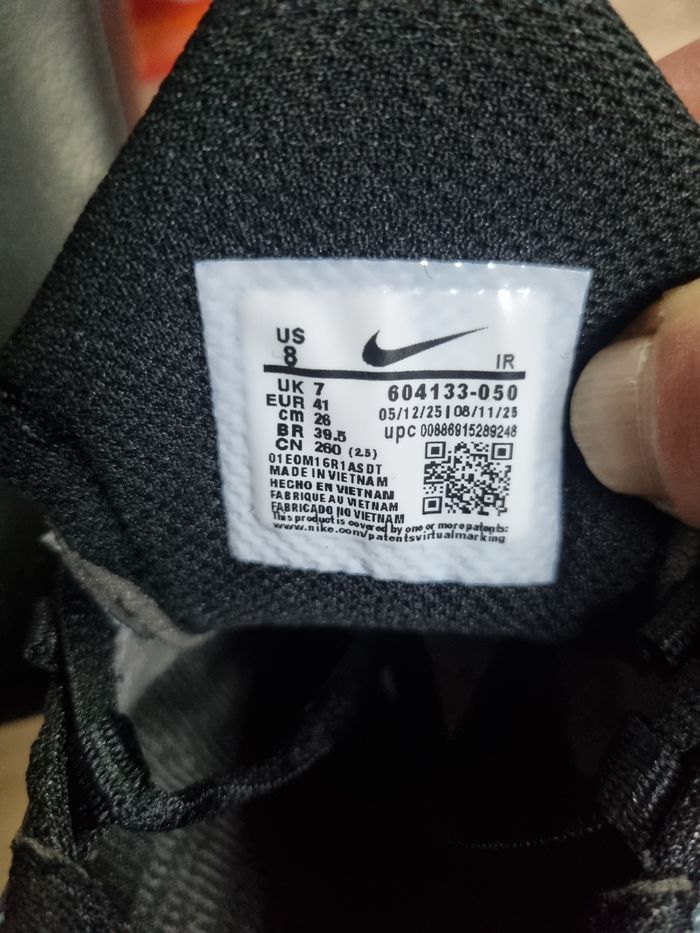 US
8
IR
UK 7
EUR 41
cm 26
BR 39.5
CN 260 (2.5)
604133-050
05/12/25 | 08/11/25
upc 00886915289248
01E0M16R1ASDT
MADE IN VIETNAM
HECHO EN VIETNAM
FABRIQUE AU VIETNAM
FABRICADO NO VIETNAM
This product is covered by one or more patents:
www.nike.com/patentsvirtualmarking